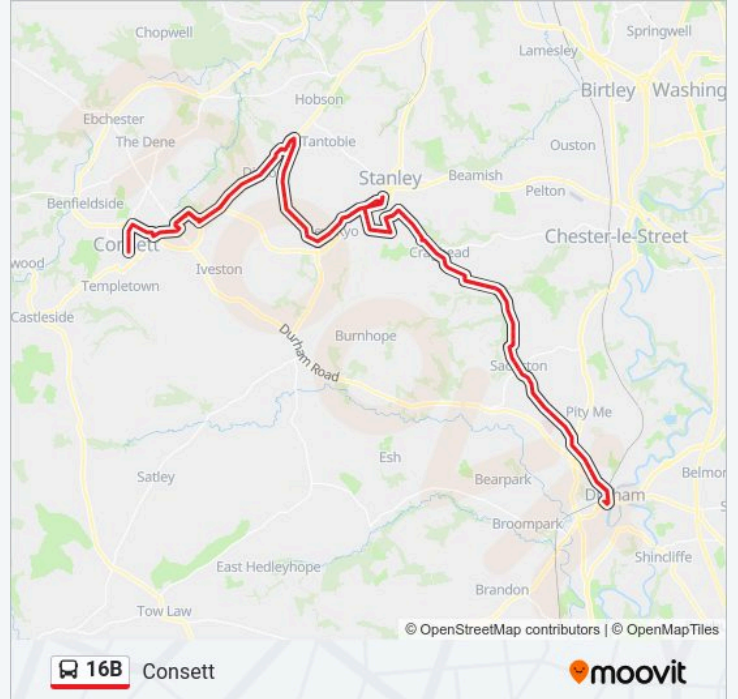 Chopwell
Springwell
Lamesley
Birtley
Washing
Hobson
Ebchester
The Dene
Tantobie
Ouston
Stanley
Beamish
Pelton
Benfieldside
Consett
Chester-le-Street
Iveston
Templetown
Castleside
Durham Road
Burnhope
Pity Me
Esh
Satley
Bearpark
Belmor
Durham
Broompark
Shincliffe
East Hedleyhope
Brandon
Tow Law
© OpenStreetMap contributors | © OpenMapTiles
16B Consett
moovit